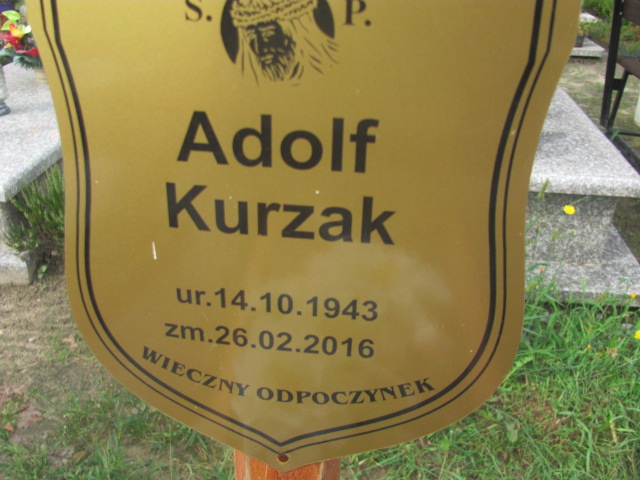 S. P.
Adolf
Kurzak
ur.14.10.1943
zm.26.02.2016
WIECZNY ODPOCZYNEK